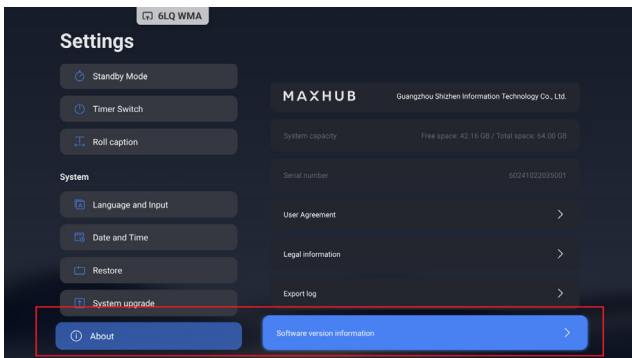 6LQ WMA
Settings
Standby Mode
Timer Switch
Roll caption
System
Language and Input
Date and Time
Restore
System upgrade
About
MAXHUB Guangzhou Shizhen Information Technology Co., Ltd.
System capacity Free space: 42.16 GB / Total space: 64.00 GB
Serial number 60241022035001
User Agreement
Legal information
Export log
Software version information